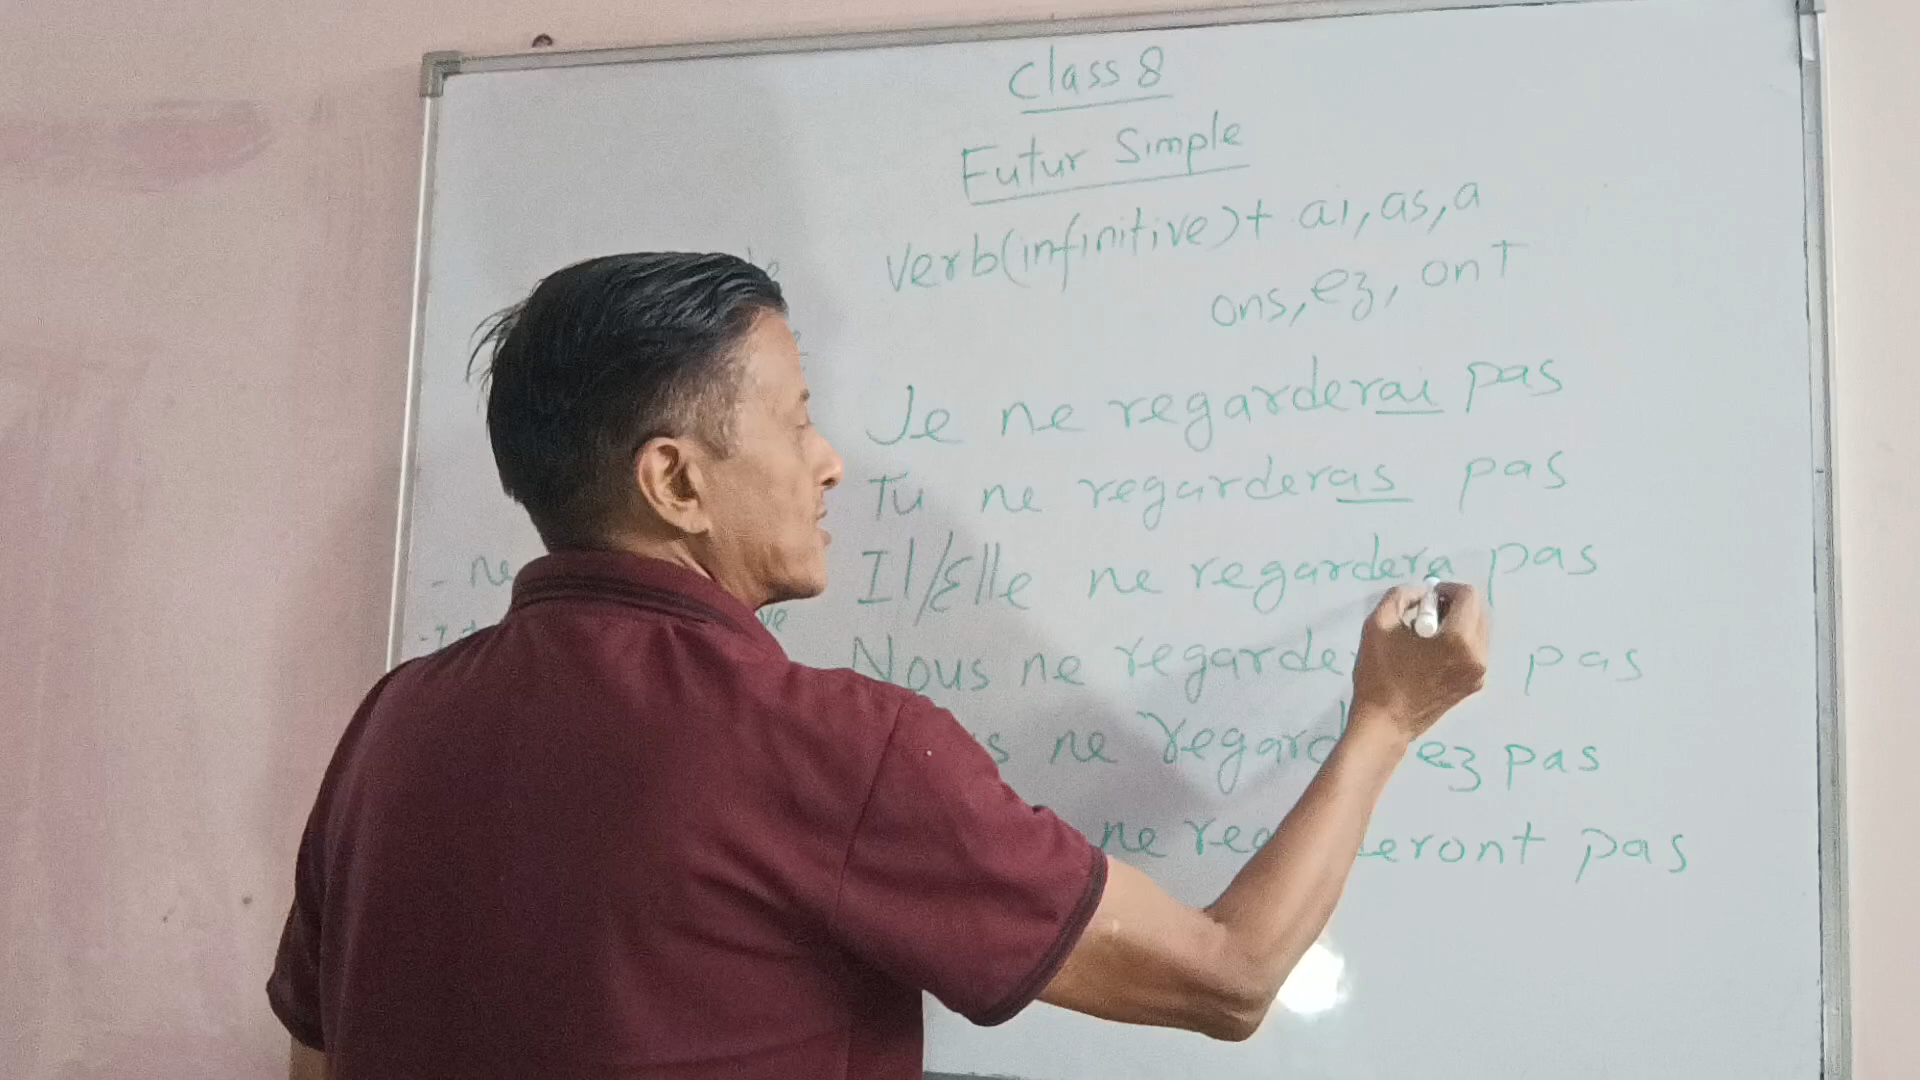 Class 8
Futur Simple
verb(infinitive)+ ai, as, a
ons, ez, ont
Je ne regarderai pas
Tu ne regarderas pas
Il/Elle ne regardera pas
Nous ne pas
ne pas
ne pas
- ne